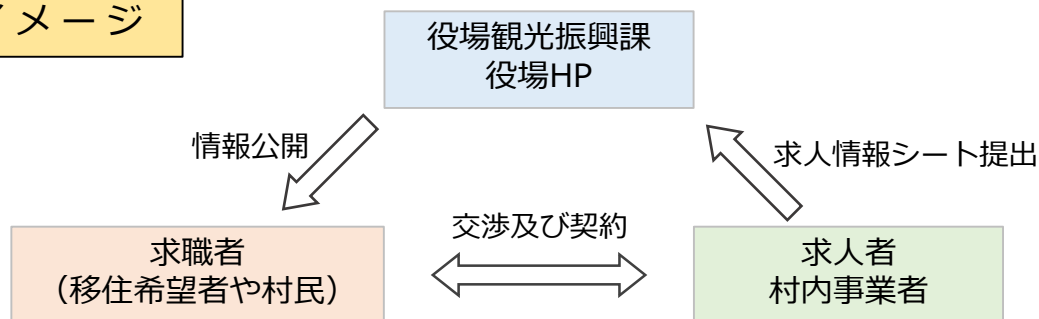 イメージ
役場観光振興課
役場HP
情報公開
求人情報シート提出
交渉及び契約
求職者
（移住希望者や村民）
求人者
村内事業者